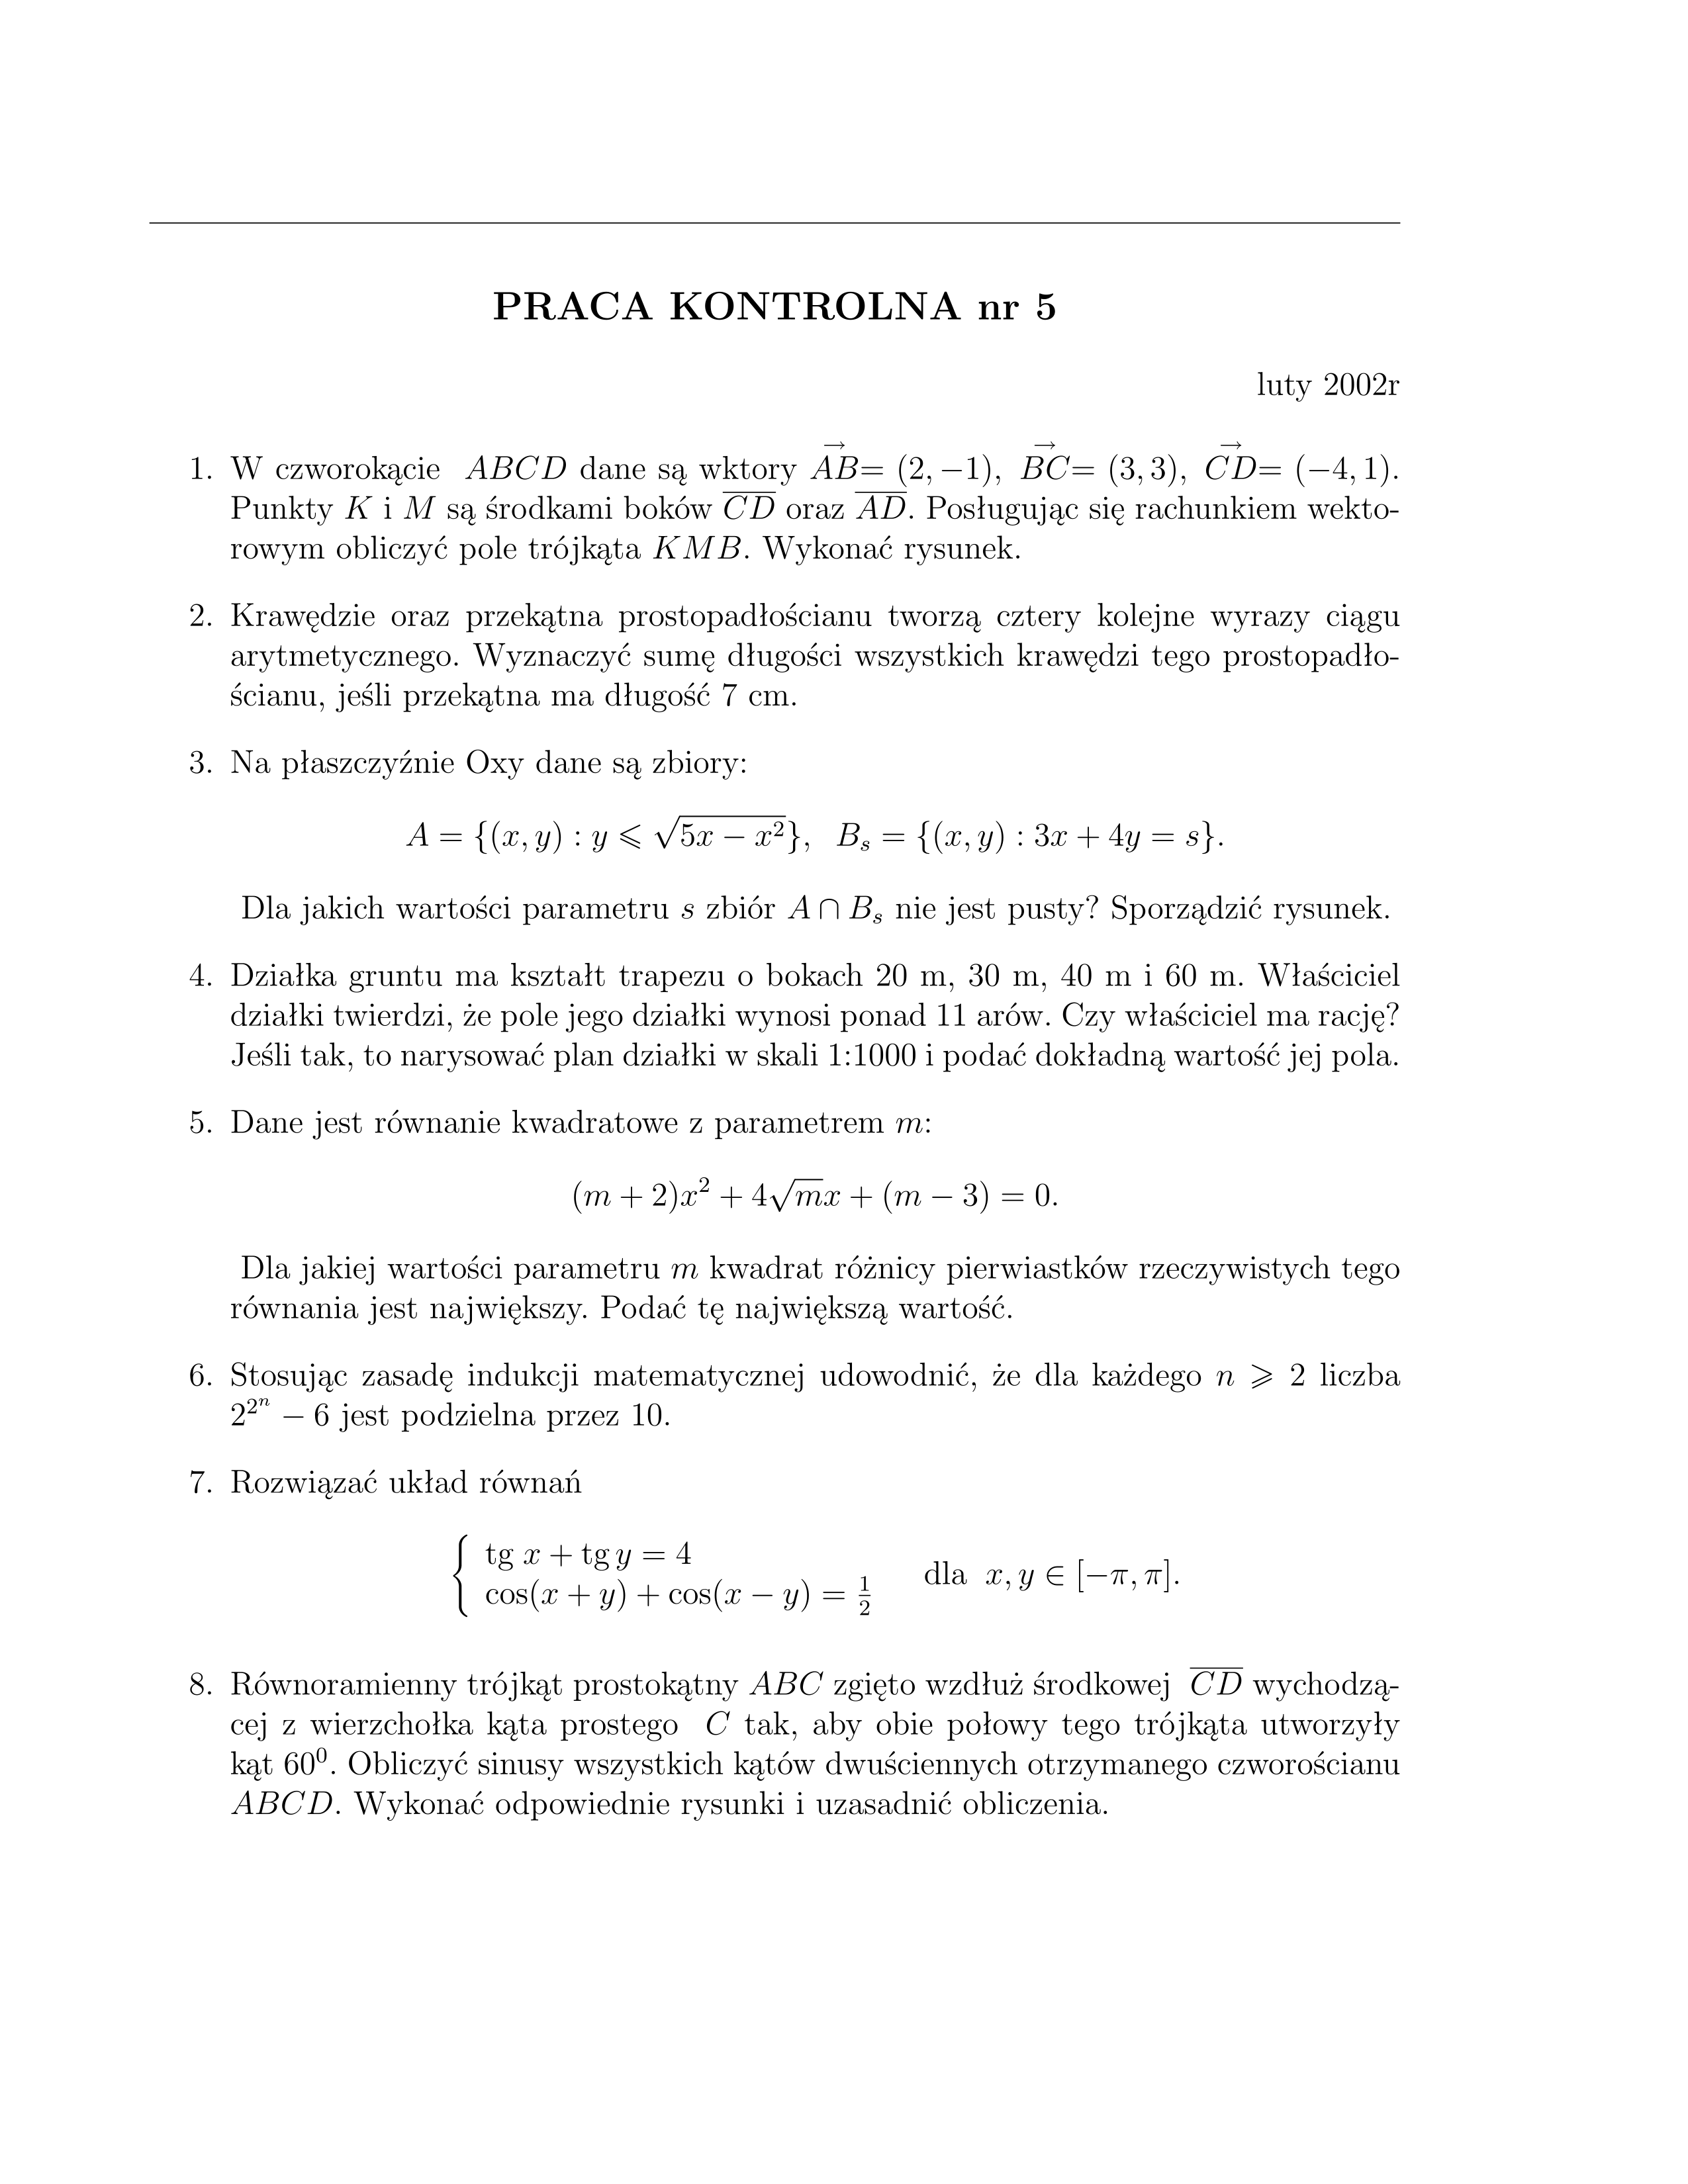 PRACA KONTROLNA nr 5
luty 2002r
1. W czworokącie ABCD dane są wktory $\overrightarrow{AB}$= (2, −1), $\overrightarrow{BC}$= (3, 3), $\overrightarrow{CD}$= (−4, 1).
Punkty K i M są środkami boków $\overline{CD}$ oraz $\overline{AD}$. Posługując się rachunkiem wekto-
rowym obliczyć pole trójkąta KMB. Wykonać rysunek.
2. Krawędzie oraz przekątna prostopadłościanu tworzą cztery kolejne wyrazy ciągu
arytmetycznego. Wyznaczyć sumę długości wszystkich krawędzi tego prostopadło-
ścianu, jeśli przekątna ma długość 7 cm.
3. Na płaszczyźnie Oxy dane są zbiory:
$A = \{(x, y) : y \leqslant \sqrt{5x - x^2}\}, \; B_s = \{(x, y) : 3x + 4y = s\}.$
Dla jakich wartości parametru s zbiór $A \cap B_s$ nie jest pusty? Sporządzić rysunek.
4. Działka gruntu ma kształt trapezu o bokach 20 m, 30 m, 40 m i 60 m. Właściciel
działki twierdzi, że pole jego działki wynosi ponad 11 arów. Czy właściciel ma rację?
Jeśli tak, to narysować plan działki w skali 1:1000 i podać dokładną wartość jej pola.
5. Dane jest równanie kwadratowe z parametrem m:
$(m + 2)x^2 + 4\sqrt{m}x + (m - 3) = 0.$
Dla jakiej wartości parametru m kwadrat różnicy pierwiastków rzeczywistych tego
równania jest największy. Podać tę największą wartość.
6. Stosując zasadę indukcji matematycznej udowodnić, że dla każdego n ⩾ 2 liczba
$2^{2^n} - 6$ jest podzielna przez 10.
7. Rozwiązać układ równań
$\begin{cases} \text{tg } x + \text{tg } y = 4 \\ \cos(x + y) + \cos(x - y) = \frac{1}{2} \end{cases}$ dla $x, y \in [-\pi, \pi].$
8. Równoramienny trójkąt prostokątny ABC zgięto wzdłuż środkowej $\overline{CD}$ wychodzą-
cej z wierzchołka kąta prostego C tak, aby obie połowy tego trójkąta utworzyły
kąt $60^0$. Obliczyć sinusy wszystkich kątów dwuściennych otrzymanego czworościanu
ABCD. Wykonać odpowiednie rysunki i uzasadnić obliczenia.